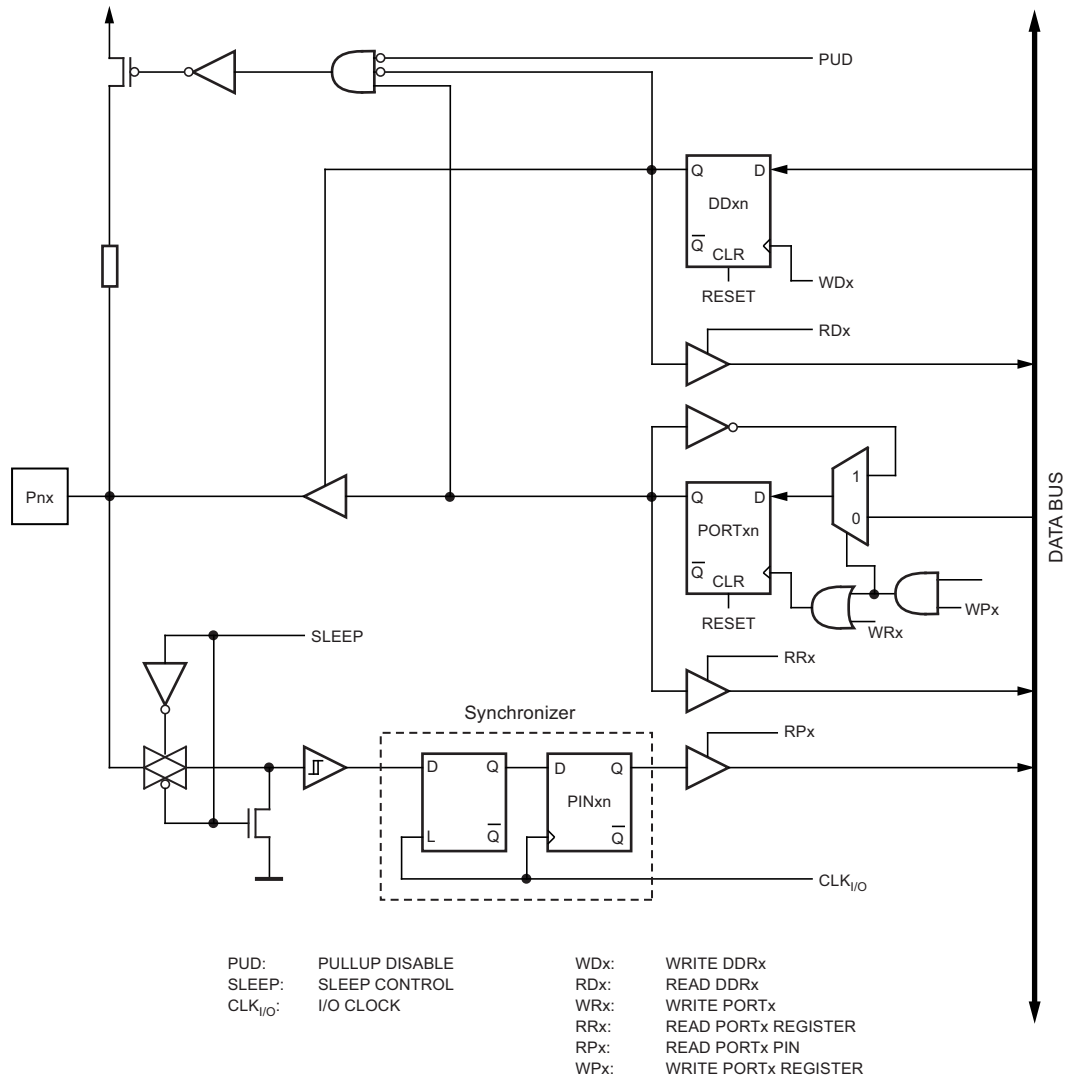 PUD
Q D
DDxn
Q
CLR
RESET
WDx
RDx
Pnx
1
0
Q D
PORTxn
Q
CLR
RESET
WRx
WPx
DATA BUS
SLEEP
RRx
Synchronizer
RPx
D Q
L Q
D Q
PINxn
Q
CLKI/O
PUD: PULLUP DISABLE
SLEEP: SLEEP CONTROL
CLKI/O: I/O CLOCK
WDx: WRITE DDRx
RDx: READ DDRx
WRx: WRITE PORTx
RRx: READ PORTx REGISTER
RPx: READ PORTx PIN
WPx: WRITE PORTx REGISTER